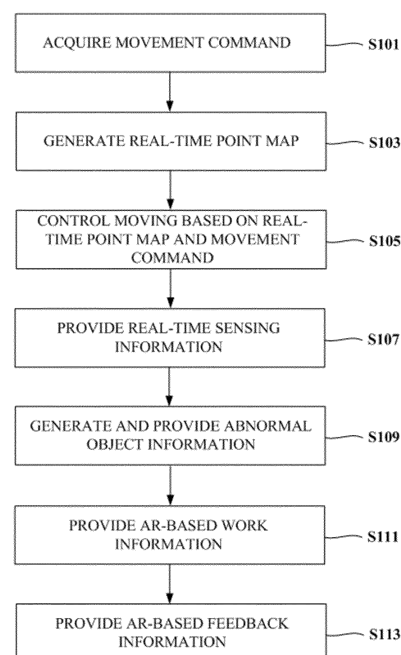 ACQUIRE MOVEMENT COMMAND
S101
GENERATE REAL-TIME POINT MAP
S103
CONTROL MOVING BASED ON REAL-
TIME POINT MAP AND MOVEMENT
COMMAND
S105
PROVIDE REAL-TIME SENSING
INFORMATION
S107
GENERATE AND PROVIDE ABNORMAL
OBJECT INFORMATION
S109
PROVIDE AR-BASED WORK
INFORMATION
S111
PROVIDE AR-BASED FEEDBACK
INFORMATION
S113